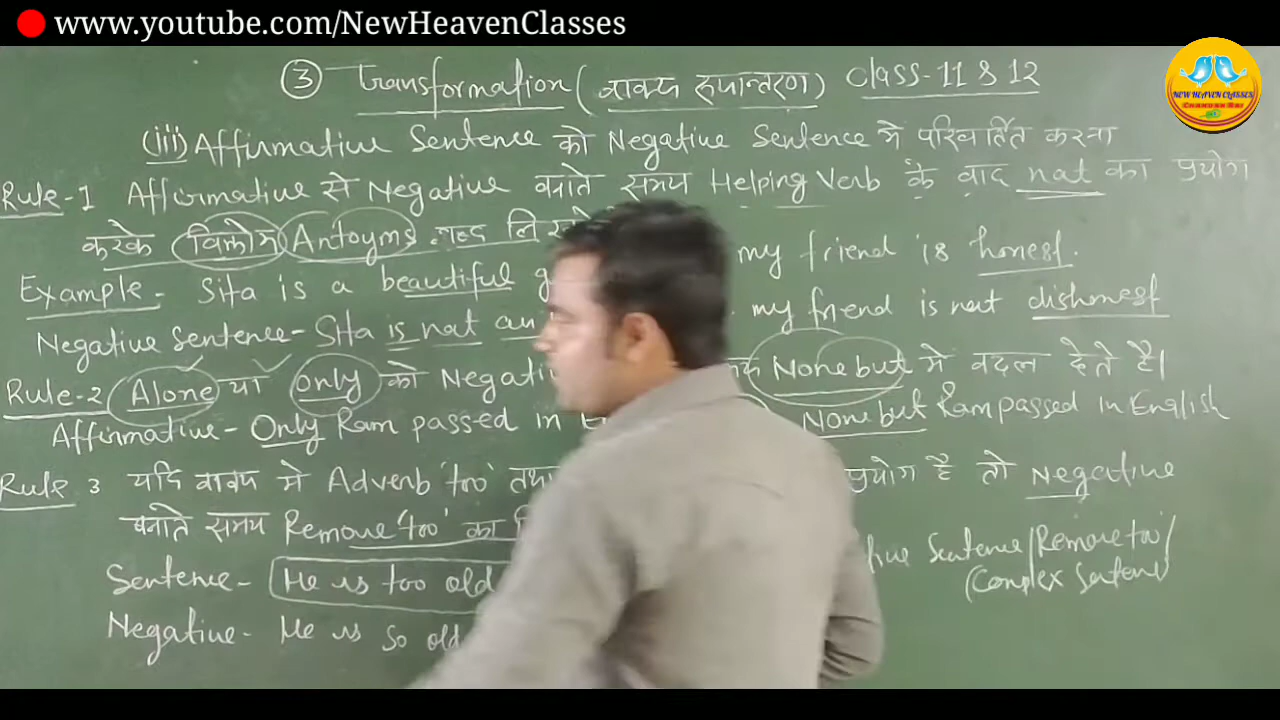 www.youtube.com/NewHeavenClasses
③ Transformation (वाक्य रूपान्तरण) Class-11 & 12
NEW HEAVEN CLASSES
(iii) Affirmative Sentence को Negative Sentence मे परिवर्तित करना
Rule-1 Affirmative से Negative बनाते समय Helping Verb के बाद not का प्रयोग
करके विलोम Antoyms शब्द
my friend is honest.
Example- Sita is a beautiful
my friend is not dishonest
Negative Sentence- Sita is not an
Rule-2 Alone या only को None but मे बदल देते है।
Affirmative- Only Ram passed in
None but Ram passed in English
Rule 3 यदि वाक्य मे Adverb 'too' प्रयोग है तो Negative
बनाते समय Remove 'too' का
Sentence/Remove too/
(Complex Sentence
Sentence- He is too old
Negative- He is so old